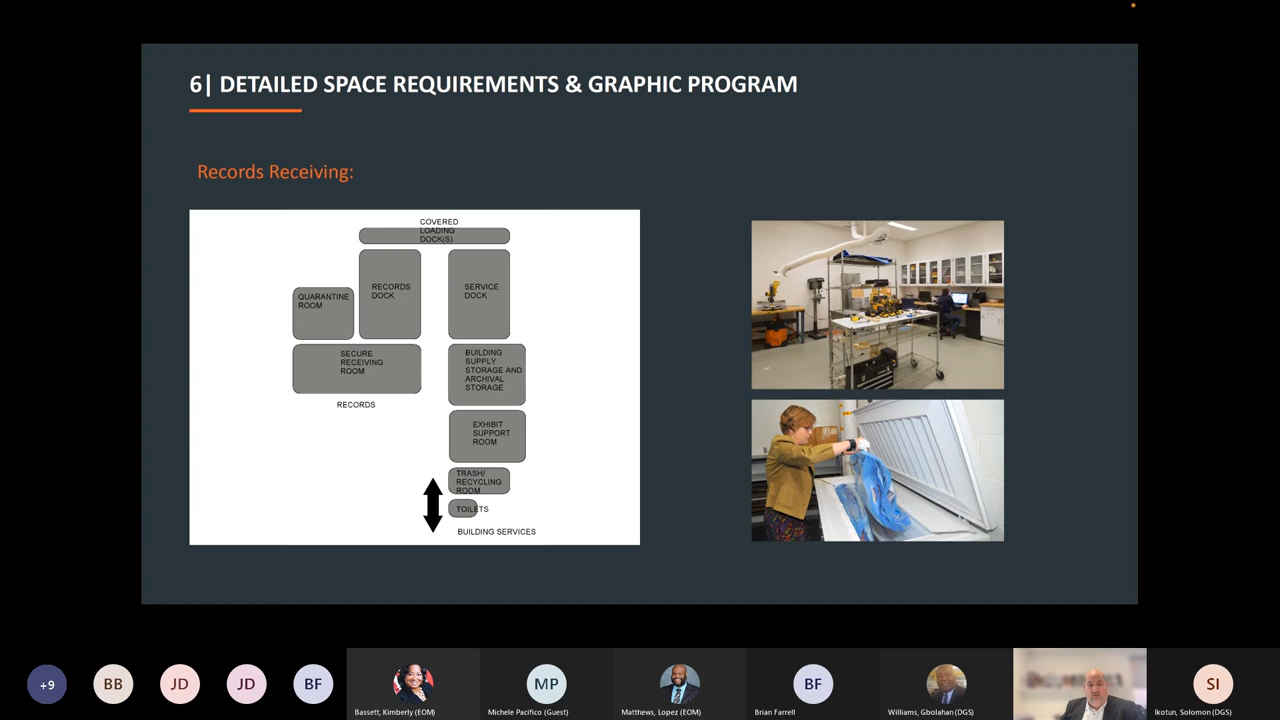 6| DETAILED SPACE REQUIREMENTS & GRAPHIC PROGRAM
Records Receiving:
COVERED
LOADING
DOCK(S)
RECORDS
DOCK
SERVICE
DOCK
QUARANTINE
ROOM
SECURE
RECEIVING
ROOM
BUILDING
SUPPLY
STORAGE AND
ARCHIVAL
STORAGE
RECORDS
EXHIBIT
SUPPORT
ROOM
TRASH/
RECYCLING
ROOM
TOILETS
BUILDING SERVICES
+9
BB
JD
JD
BF
Bassett, Kimberly (EOM)
MP
Michele Pacifico (Guest)
Matthews, Lopez (EOM)
BF
Brian Farrell
Williams, Gbolahan (DGS)
SI
Ikotun, Solomon (DGS)